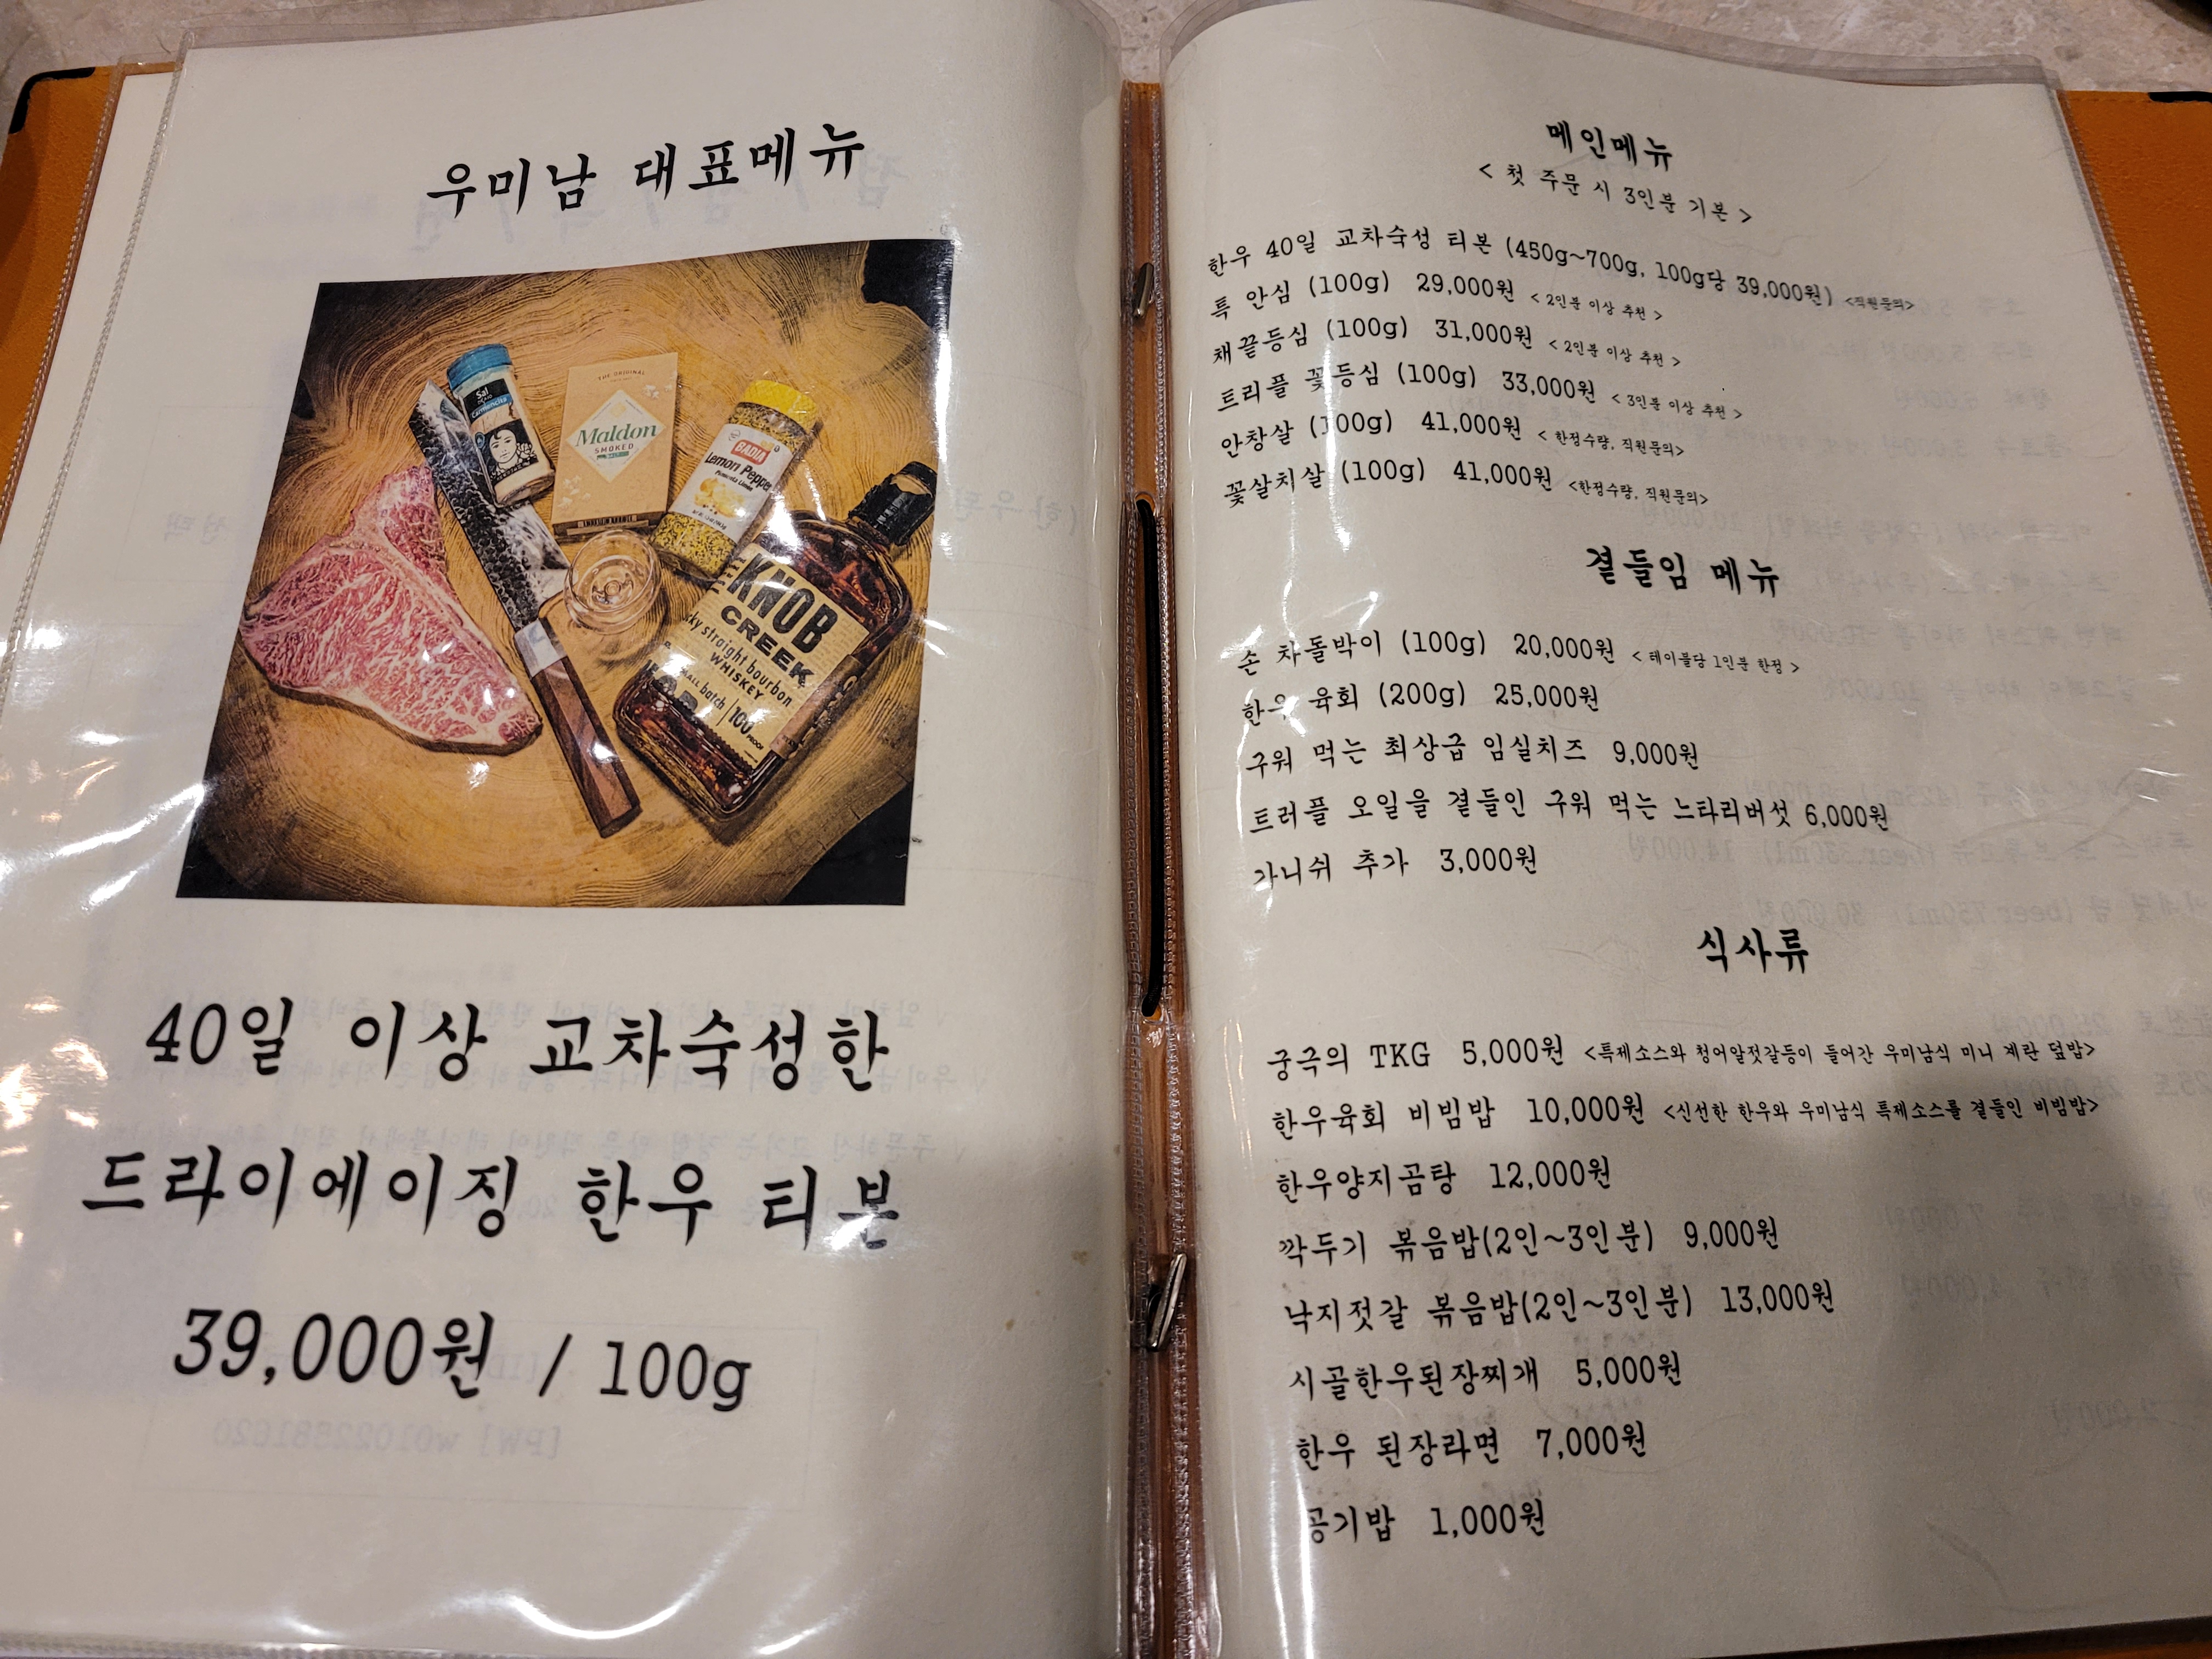 우미남 대표메뉴
Sal
Camoncita
THE ORIGINAL
Maldon
SMOKED
BADIA
Lemon Pepper
KNOB
CREEK
straight bourbon
WHISKEY
batch
100
PROOF
40일 이상 교차숙성한
드라이에이징 한우 티본
39,000원 / 100g
메인메뉴
< 첫 주문 시 3인분 기본 >
한우 40일 교차숙성 티본 (450g~700g, 100g당 39,000원) <직원문의>
특 안심 (100g) 29,000원 < 2인분 이상 추천 >
채끝등심 (100g) 31,000원 < 2인분 이상 추천 >
트리플 꽃등심 (100g) 33,000원 < 3인분 이상 추천 >
안창살 (100g) 41,000원 < 한정수량, 직원문의>
꽃살치살 (100g) 41,000원 <한정수량, 직원문의>
곁들임 메뉴
손 차돌박이 (100g) 20,000원 < 테이블당 1인분 한정 >
한우 육회 (200g) 25,000원
구워 먹는 최상급 임실치즈 9,000원
트러플 오일을 곁들인 구워 먹는 느타리버섯 6,000원
가니쉬 추가 3,000원
식사류
궁극의 TKG 5,000원 <특제소스와 청어알젓갈등이 들어간 우미남식 미니 계란 덮밥>
한우육회 비빔밥 10,000원 <신선한 한우와 우미남식 특제소스를 곁들인 비빔밥>
한우양지곰탕 12,000원
깍두기 볶음밥(2인~3인분) 9,000원
낙지젓갈 볶음밥(2인~3인분) 13,000원
시골한우된장찌개 5,000원
한우 된장라면 7,000원
공기밥 1,000원